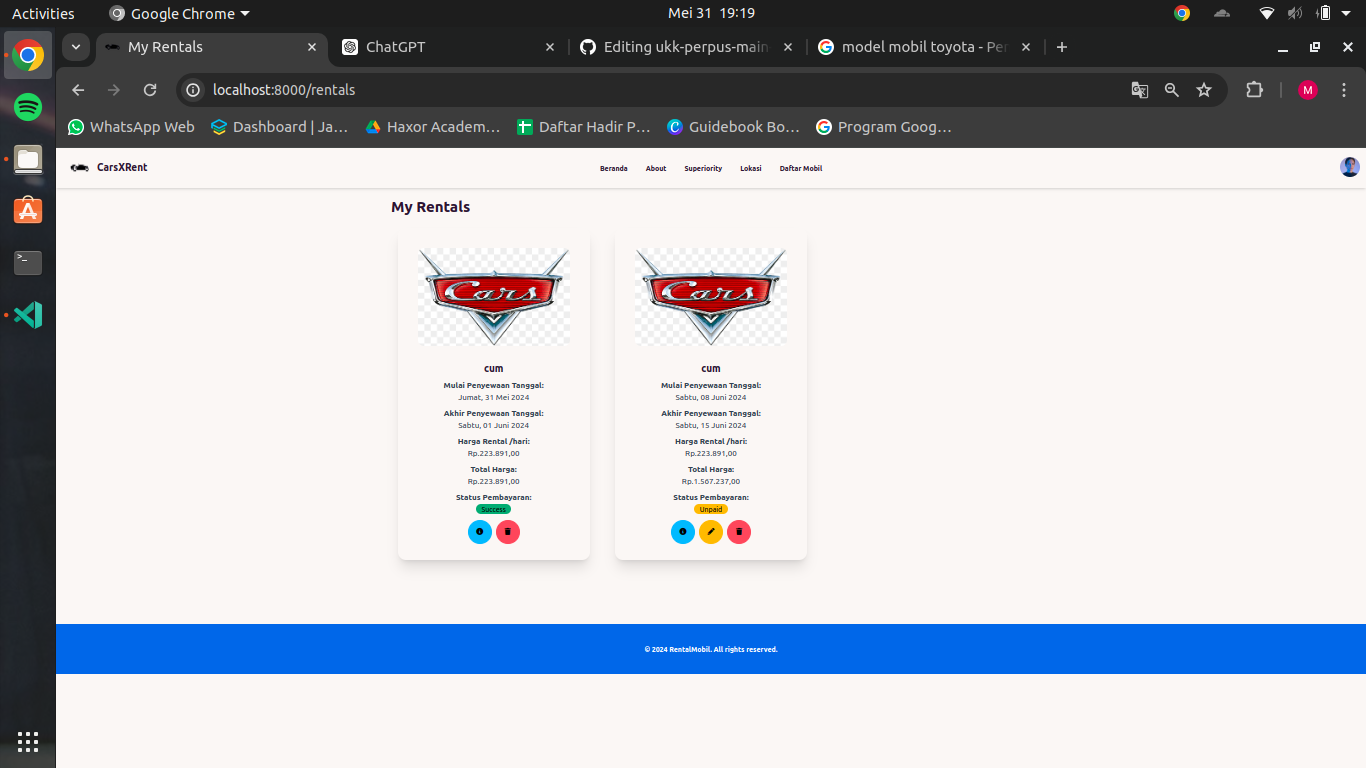 Activities
Google Chrome
Mei 31 19:19
My Rentals
ChatGPT
Editing ukk-perpus-main
model mobil toyota - Pe
localhost:8000/rentals
M
WhatsApp Web
Dashboard | Ja...
Haxor Academ...
Daftar Hadir P...
Guidebook Bo...
Program Goog...
CarsXRent
Beranda
About
Superiority
Lokasi
Daftar Mobil
My Rentals
Cars
cum
Mulai Penyewaan Tanggal:
Jumat, 31 Mei 2024
Akhir Penyewaan Tanggal:
Sabtu, 01 Juni 2024
Harga Rental /hari:
Rp.223.891,00
Total Harga:
Rp.223.891,00
Status Pembayaran:
Success
Cars
cum
Mulai Penyewaan Tanggal:
Sabtu, 08 Juni 2024
Akhir Penyewaan Tanggal:
Sabtu, 15 Juni 2024
Harga Rental /hari:
Rp.223.891,00
Total Harga:
Rp.1.567.237,00
Status Pembayaran:
Unpaid
© 2024 RentalMobil. All rights reserved.